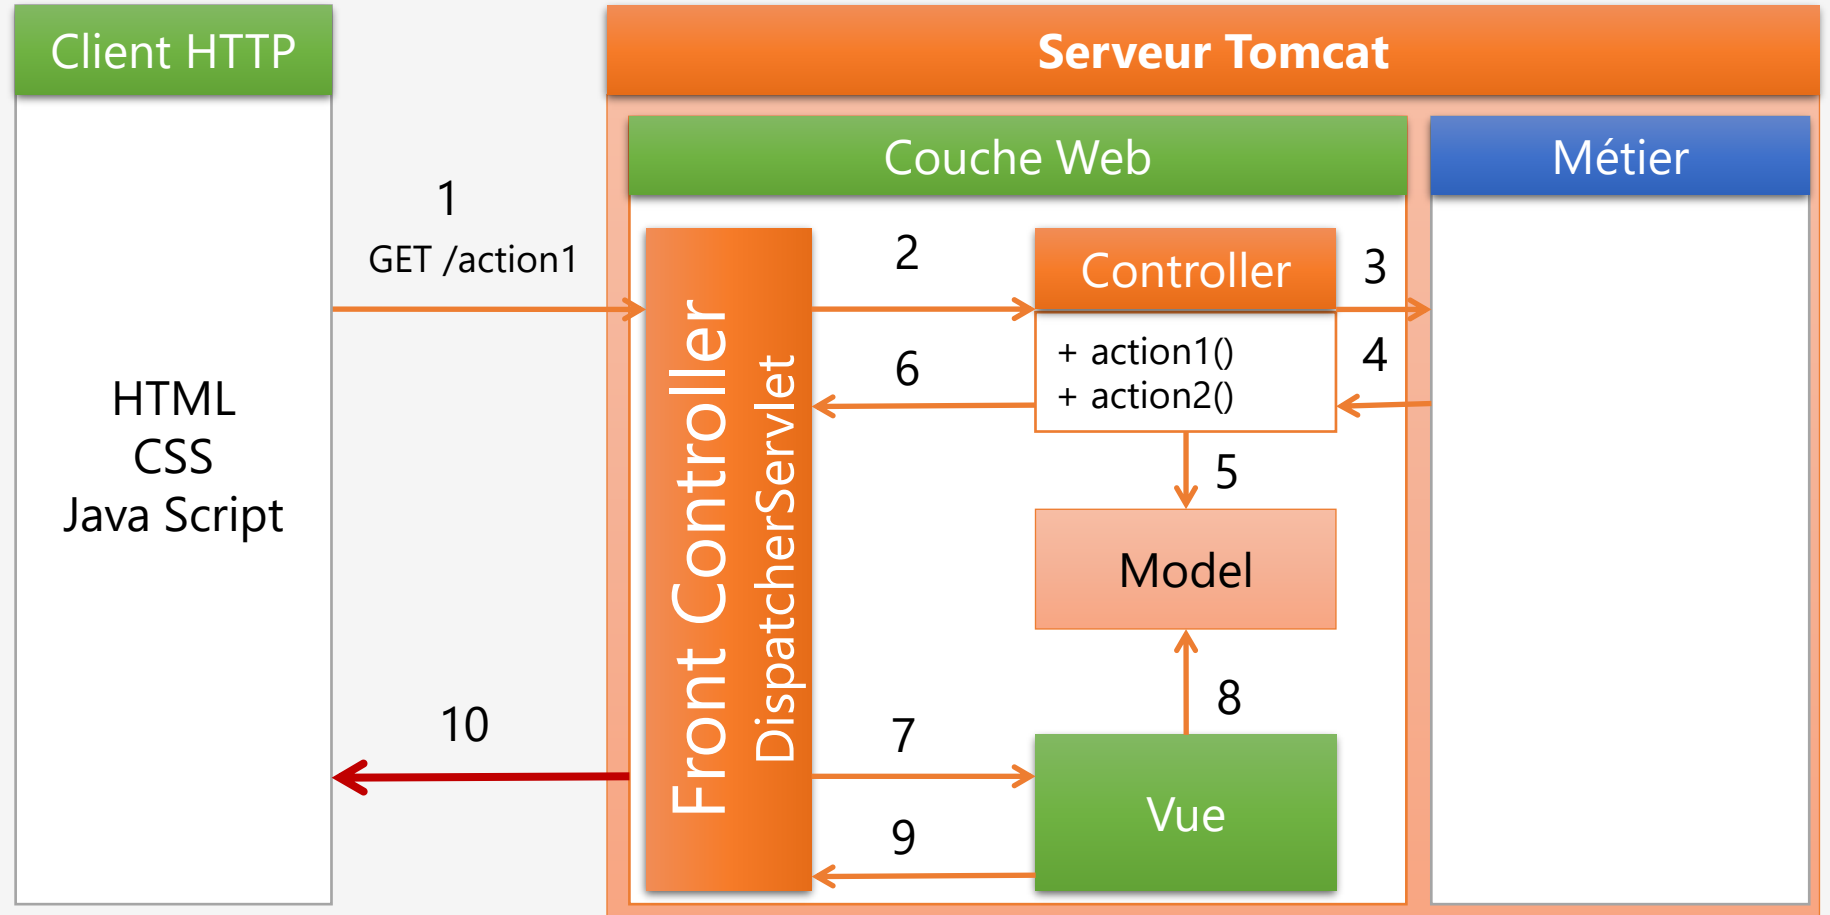 Client HTTP
Serveur Tomcat
Couche Web
Métier
1
GET /action1
2
Controller
3
+ action1()
+ action2()
4
6
HTML
CSS
Java Script
Front Controller
DispatcherServlet
5
Model
8
10
7
Vue
9